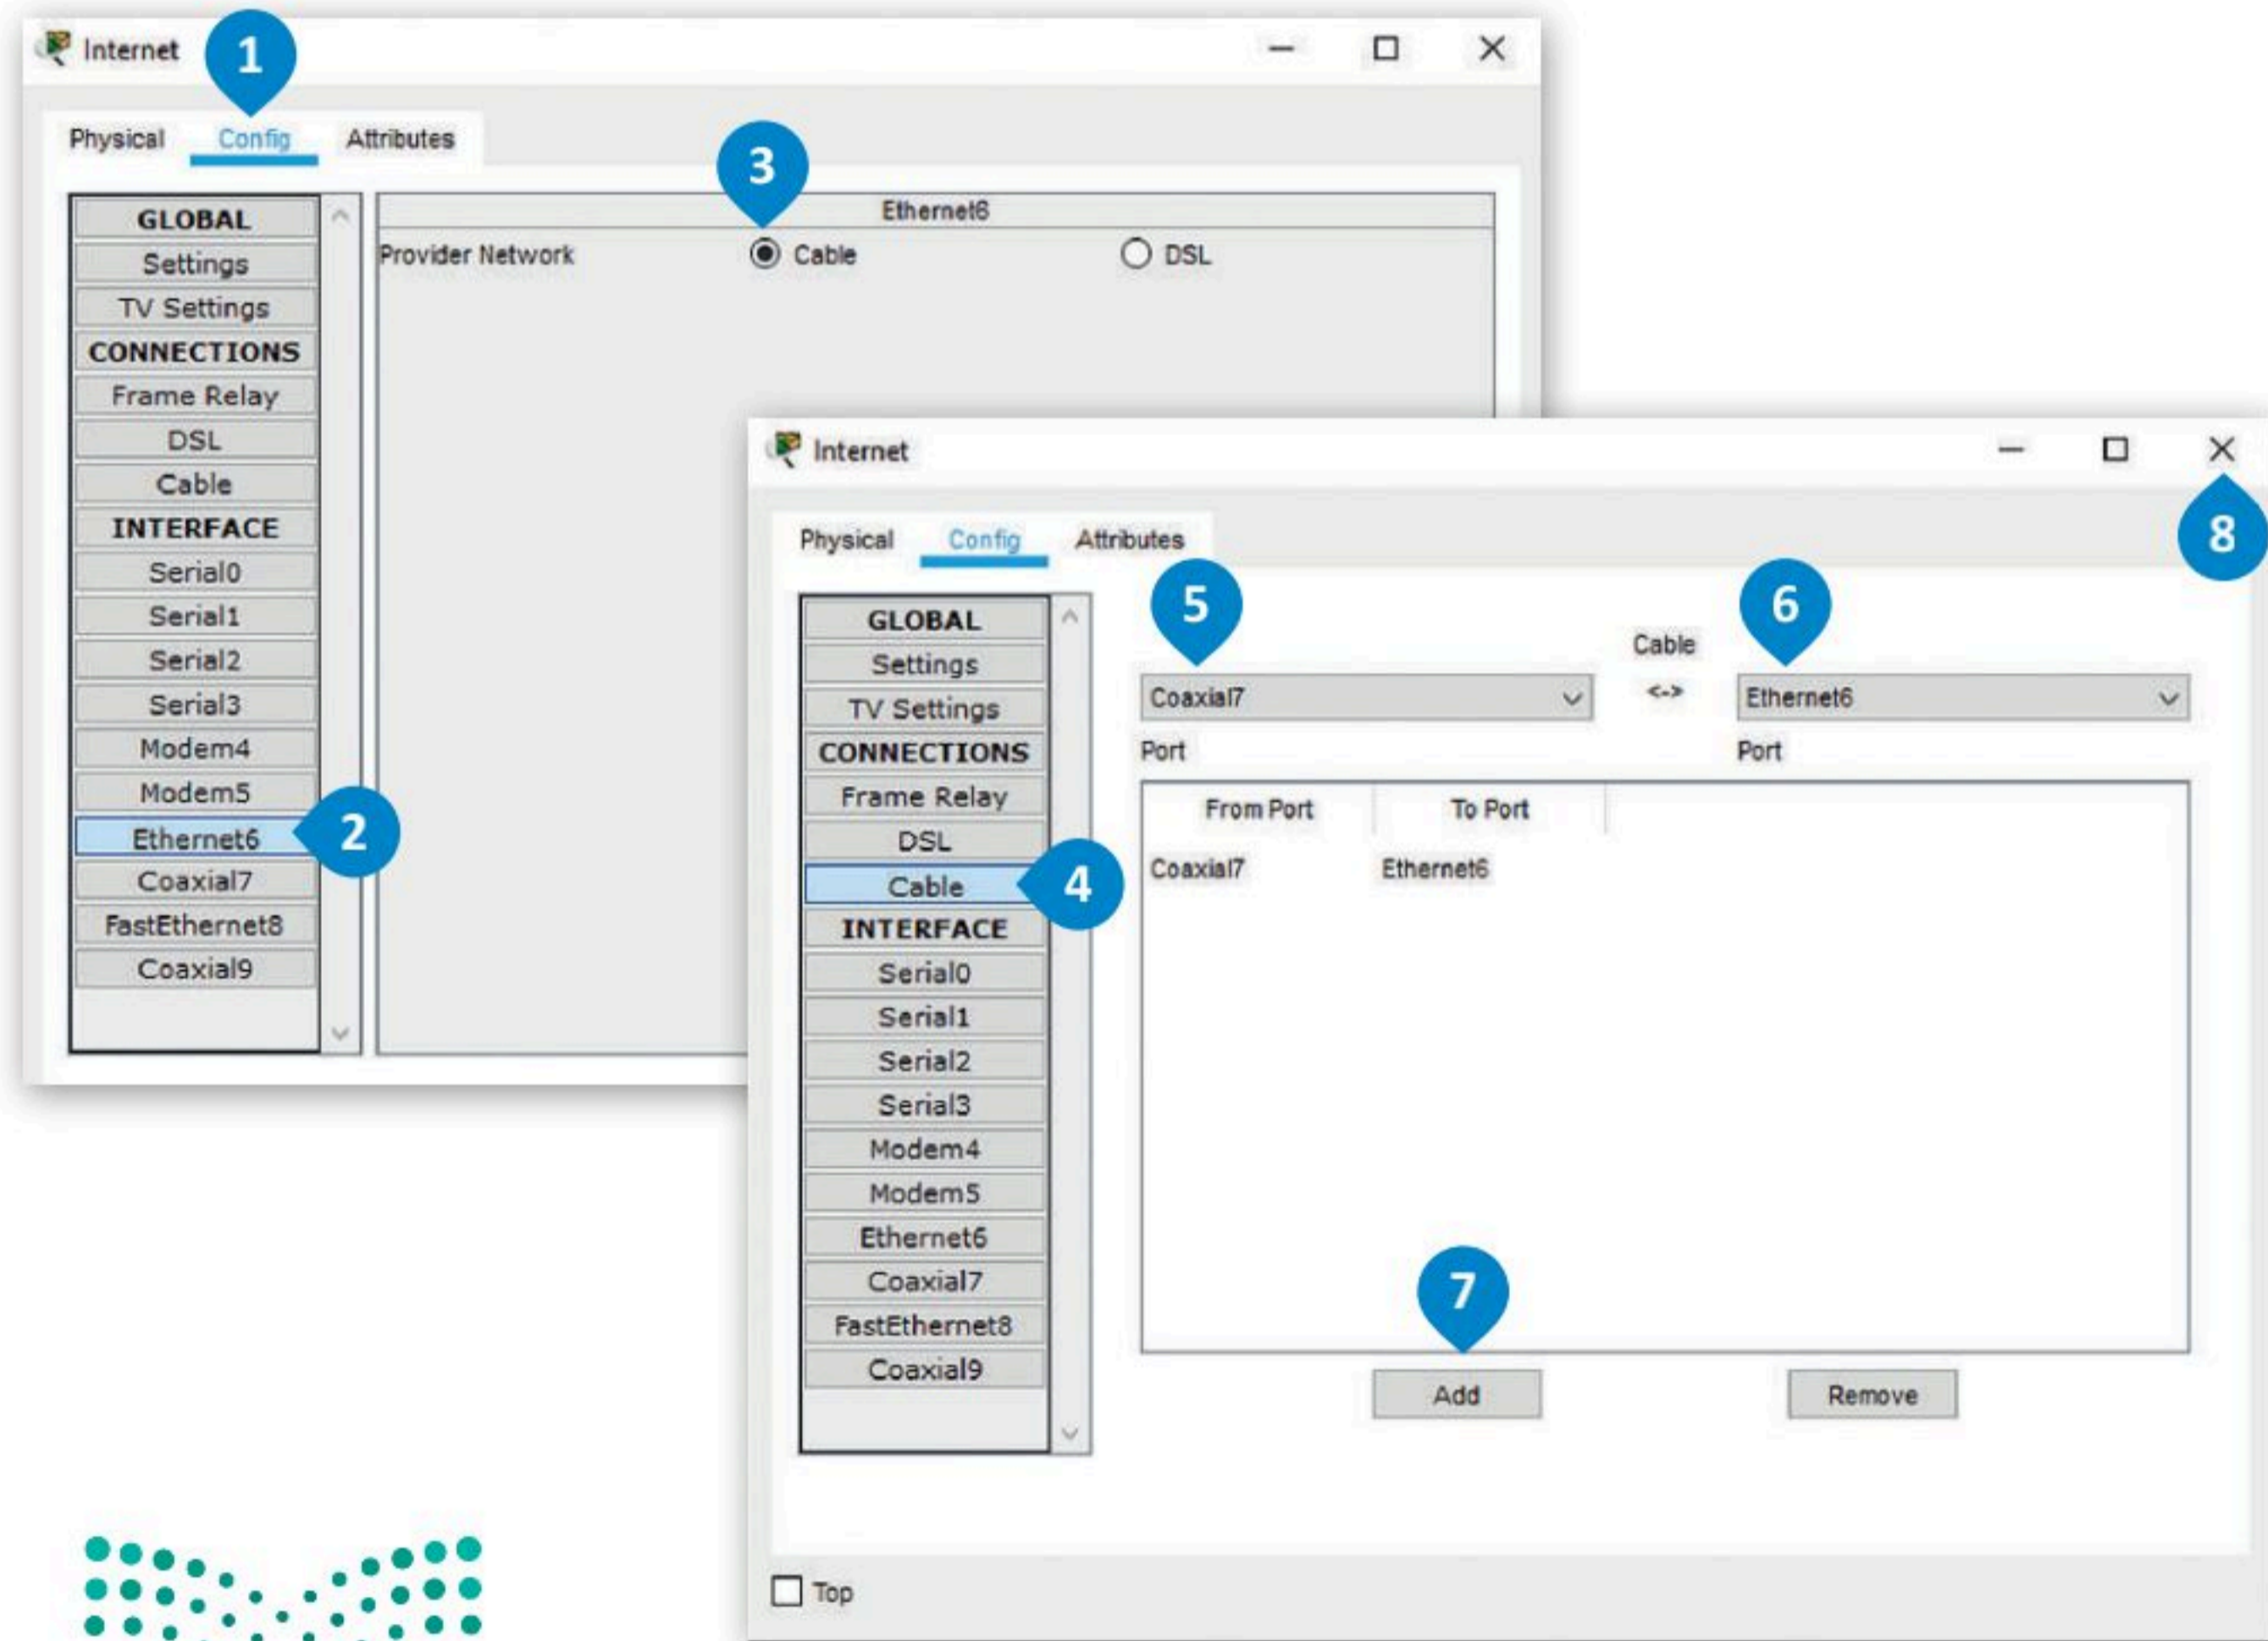 Internet
1
Physical Config Attributes
3
GLOBAL
Settings
TV Settings
CONNECTIONS
Frame Relay
DSL
Cable
INTERFACE
Serial0
Serial1
Serial2
Serial3
Modem4
Modem5
Ethernet6
2
Coaxial7
FastEthernet8
Coaxial9
Ethernet6
Provider Network Cable DSL
Internet
8
Physical Config Attributes
GLOBAL
Settings
TV Settings
CONNECTIONS
Frame Relay
DSL
Cable
4
INTERFACE
Serial0
Serial1
Serial2
Serial3
Modem4
Modem5
Ethernet6
Coaxial7
FastEthernet8
Coaxial9
5
6
Cable
Coaxial7 <-> Ethernet6
Port Port
From Port To Port
Coaxial7 Ethernet6
7
Add Remove
Top